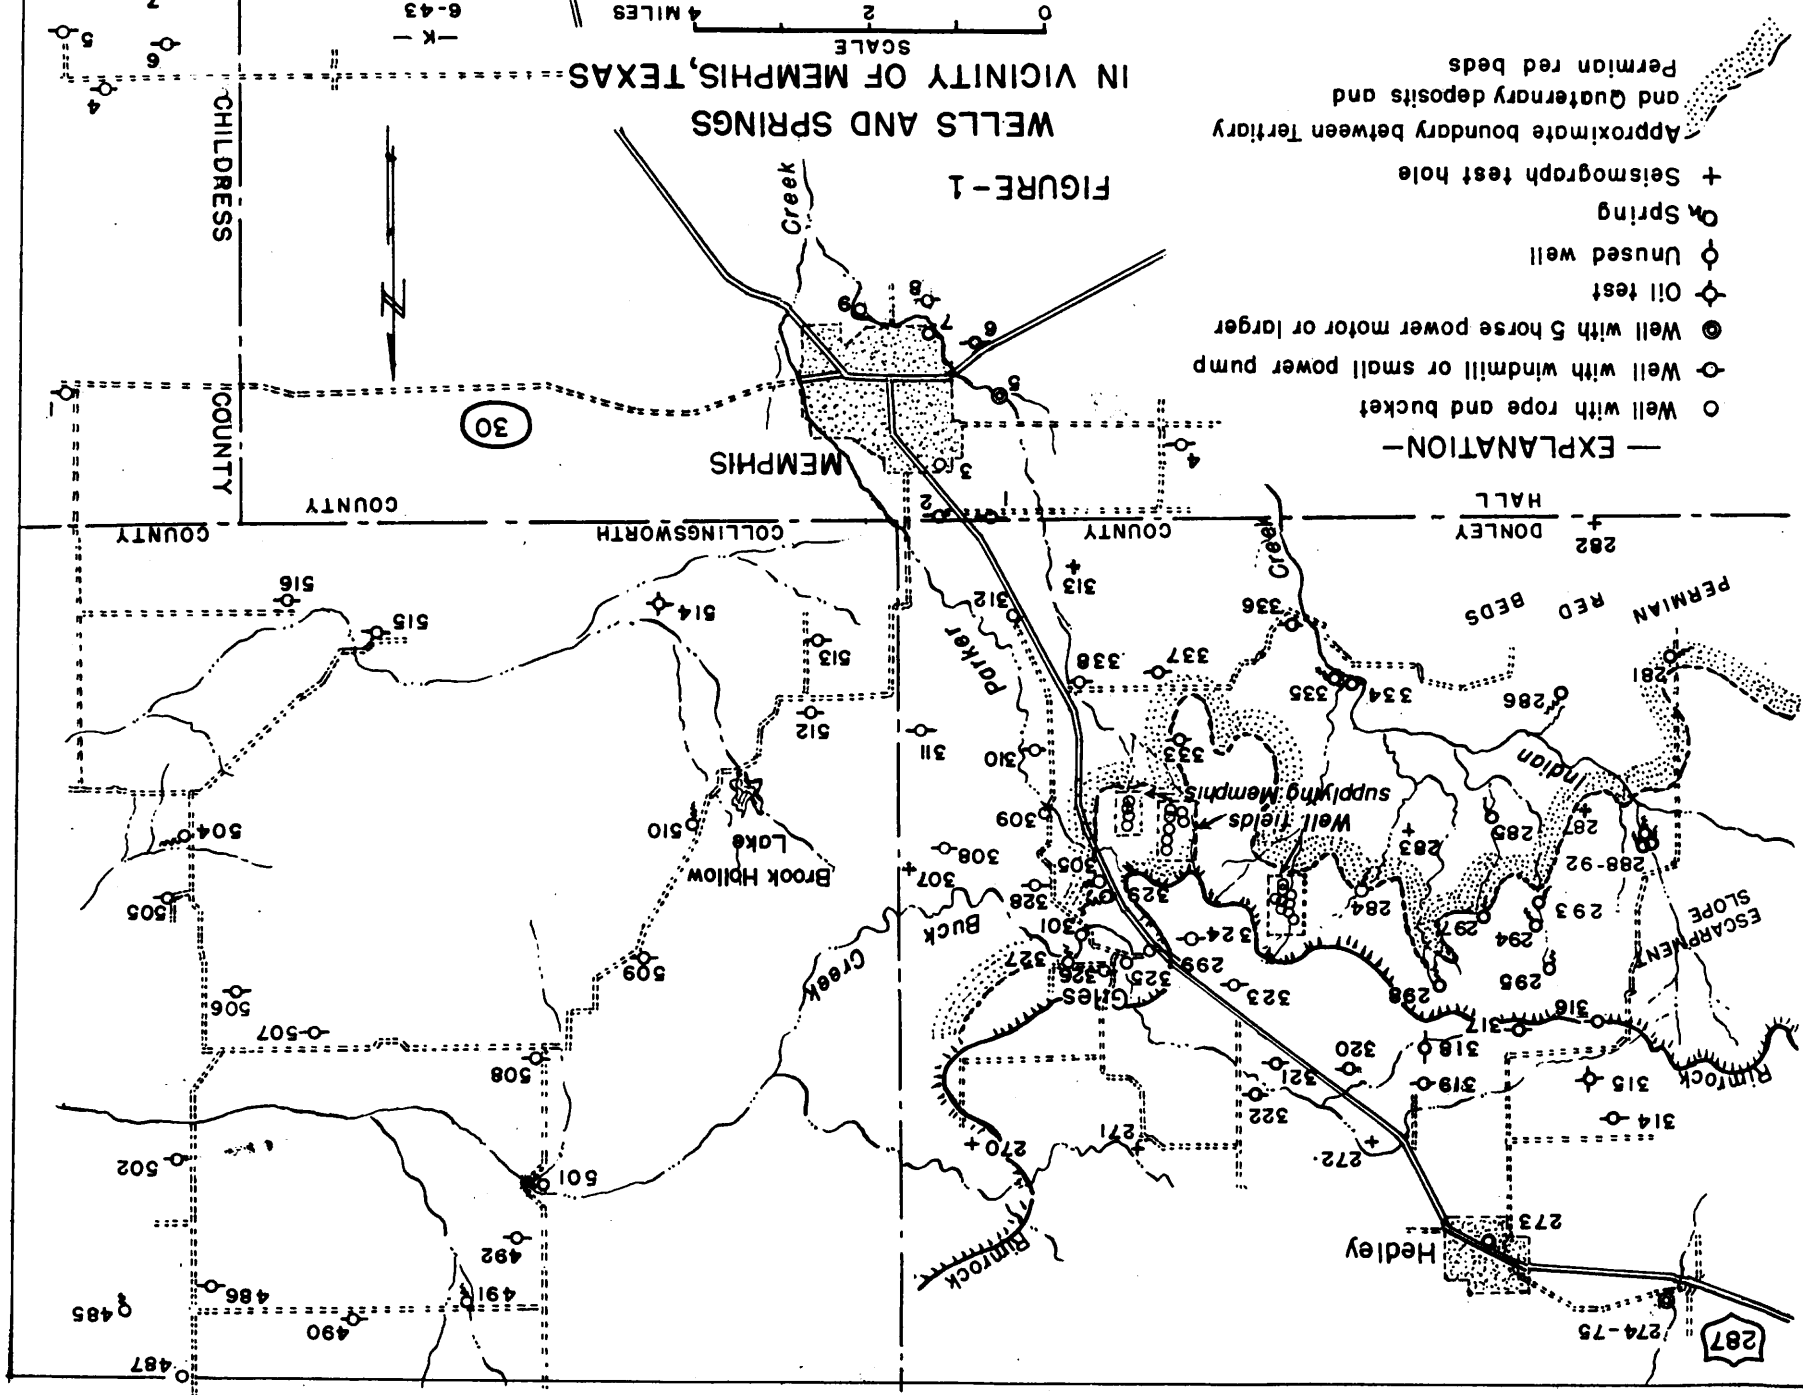 287
274-75
273
Hedley
Rimrock
487
485
486
490
491
492
501
502
314
315
272
270
271
316
317
318
319
320
321
322
Rimrock
508
507
506
509
505
504
295
298
323
299
325
326
327
Giles
324
301
328
329
305
Buck
Creek
ESCARPMENT
SLOPE
293
294
297
284
288-92
287
285
283
307
308
309
Well fields
supplying Memphis
Brook Hollow
Lake
510
Indian
281
286
333
310
311
512
334
335
337
338
513
PERMIAN
RED
BEDS
336
Parker
312
514
515
516
313
282
Creek
DONLEY
COUNTY
COLLINGSWORTH
COUNTY
COUNTY
HALL
1
2
3
4
MEMPHIS
30
COUNTY
CHILDRESS
1
5
6
7
8
9
Creek
N
— EXPLANATION—
Well with rope and bucket
Well with windmill or small power pump
Well with 5 horse power motor or larger
Oil test
Unused well
Spring
Seismograph test hole
Approximate boundary between Tertiary
and Quaternary deposits and
Permian red beds
FIGURE-1
WELLS AND SPRINGS
IN VICINITY OF MEMPHIS, TEXAS
SCALE
0 2 4 MILES
— K —
6-43
4
5
6
7